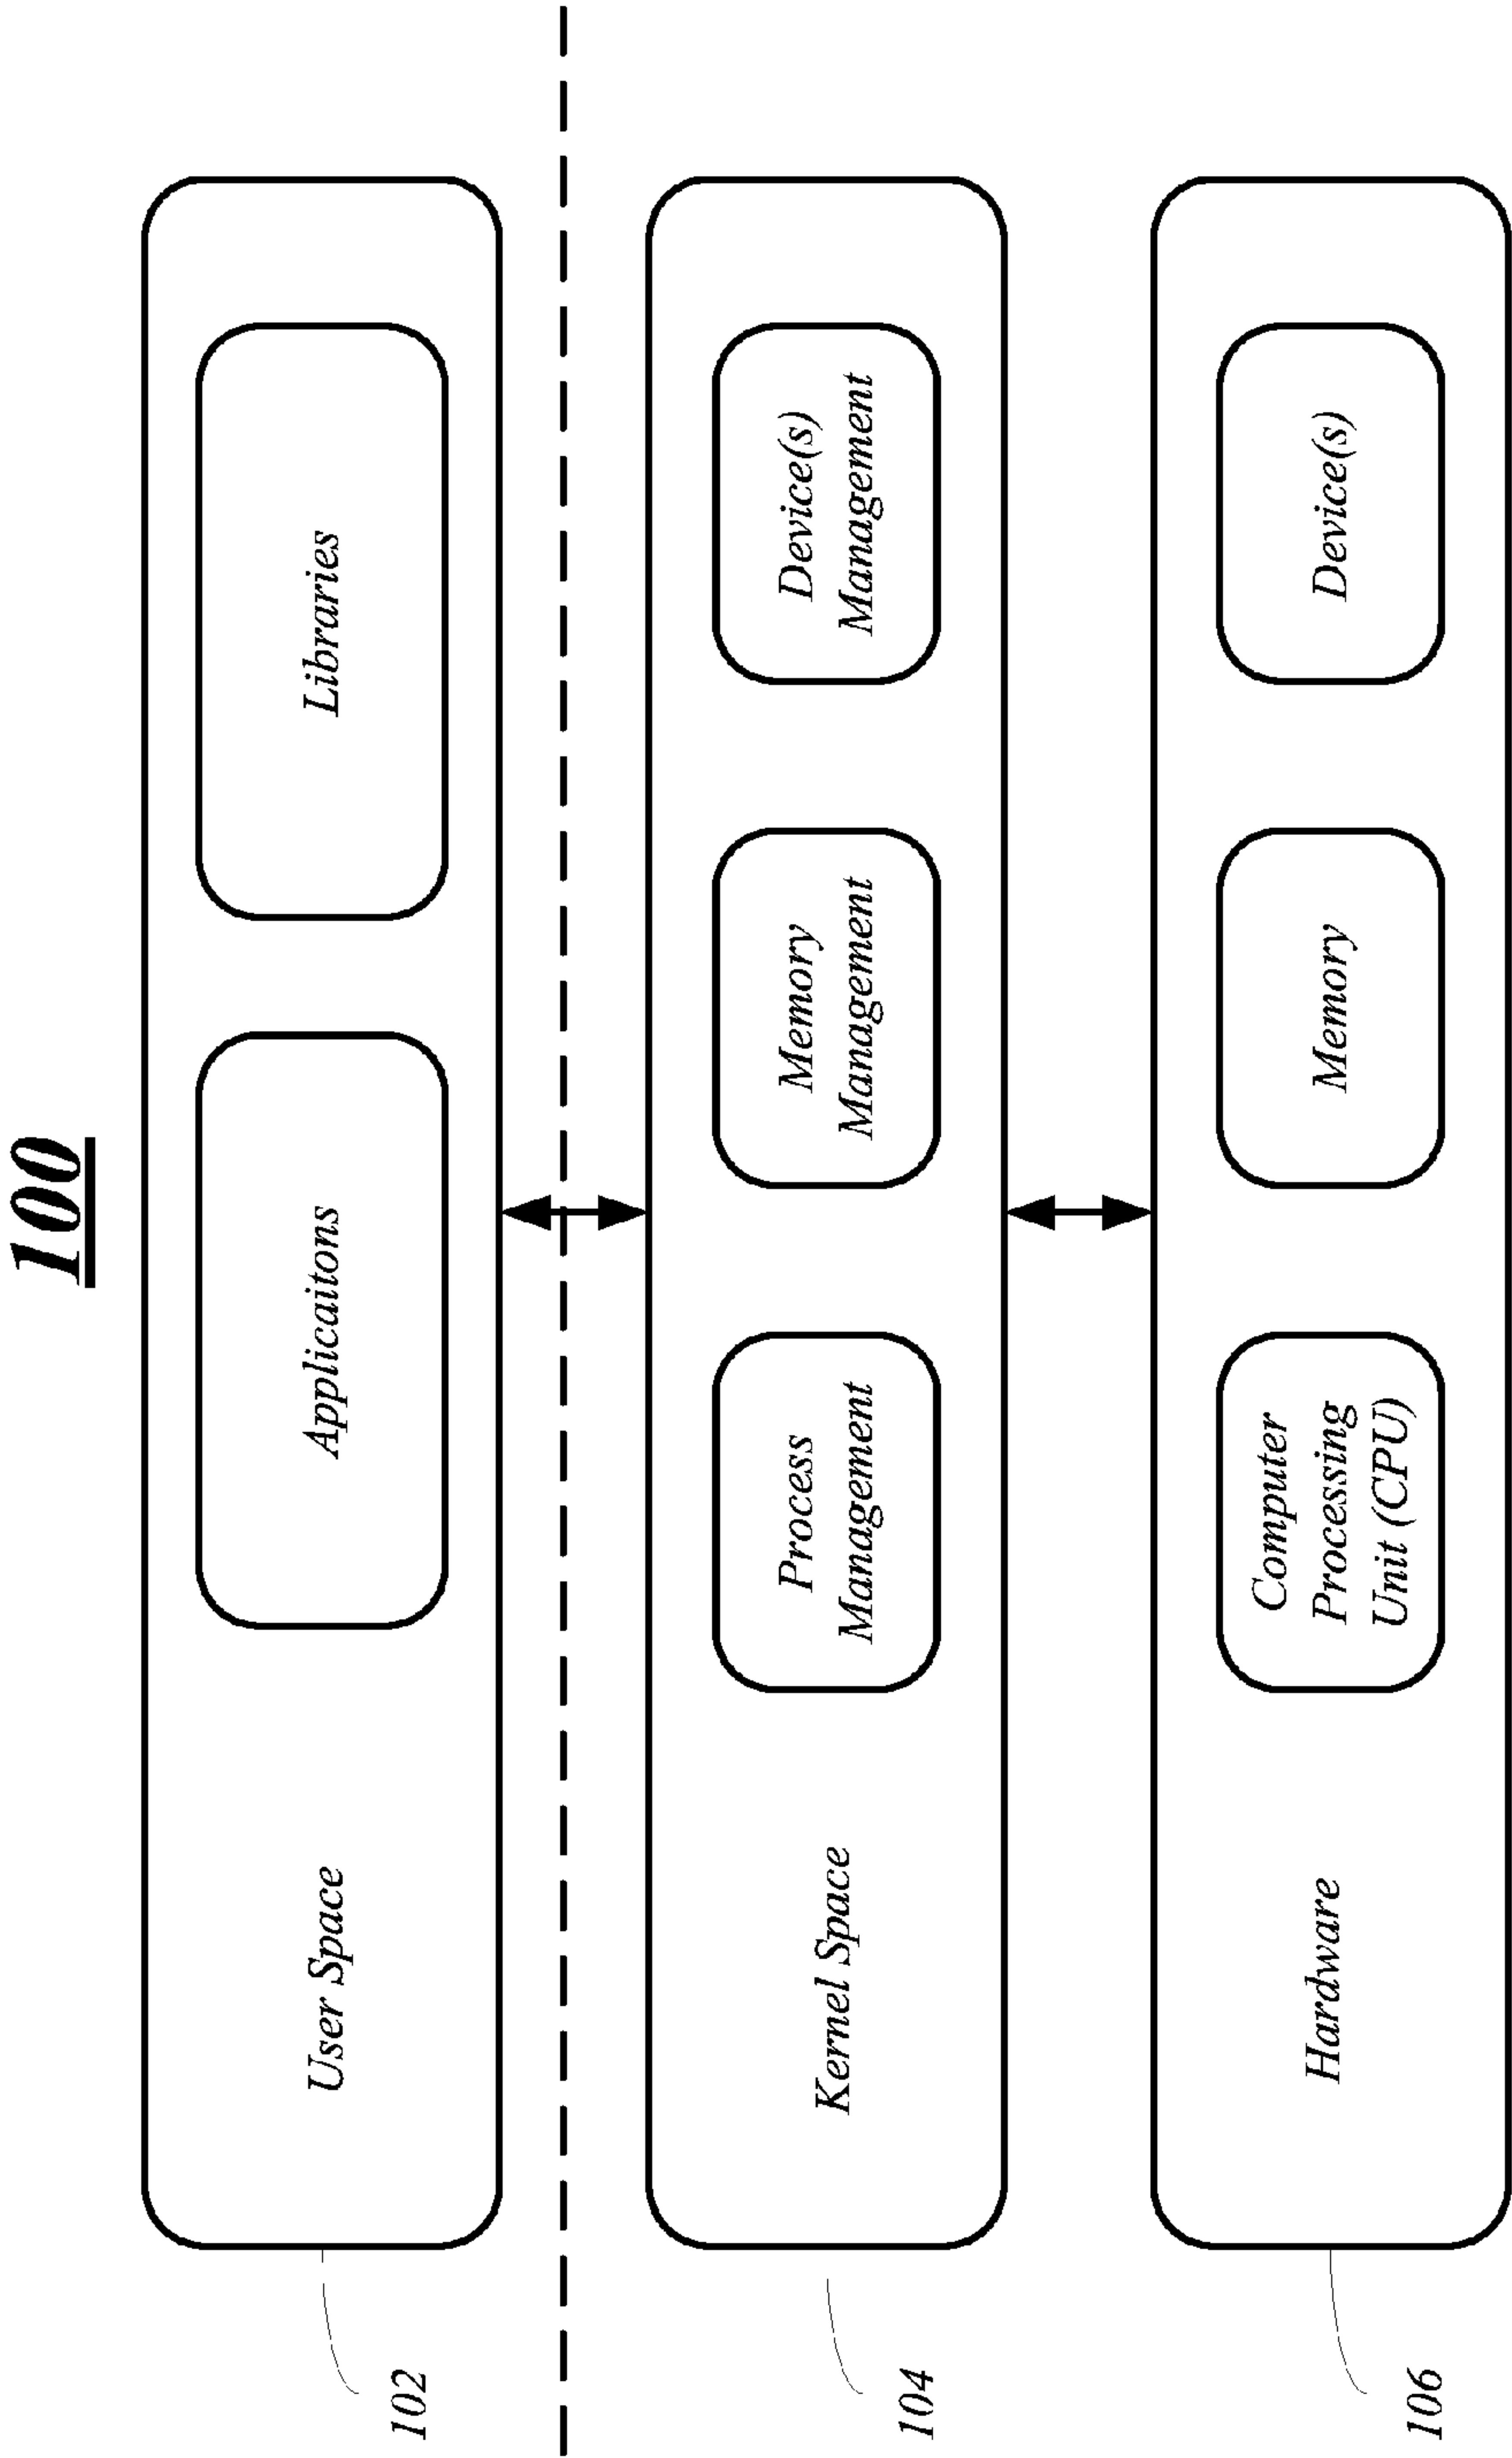 100
User Space
Applicaitons
Libraries
102
Kernel Space
Process
Management
Memory
Management
Device(s)
Management
104
Hardware
Computer
Processing
Unit (CPU)
Memory
Device(s)
106